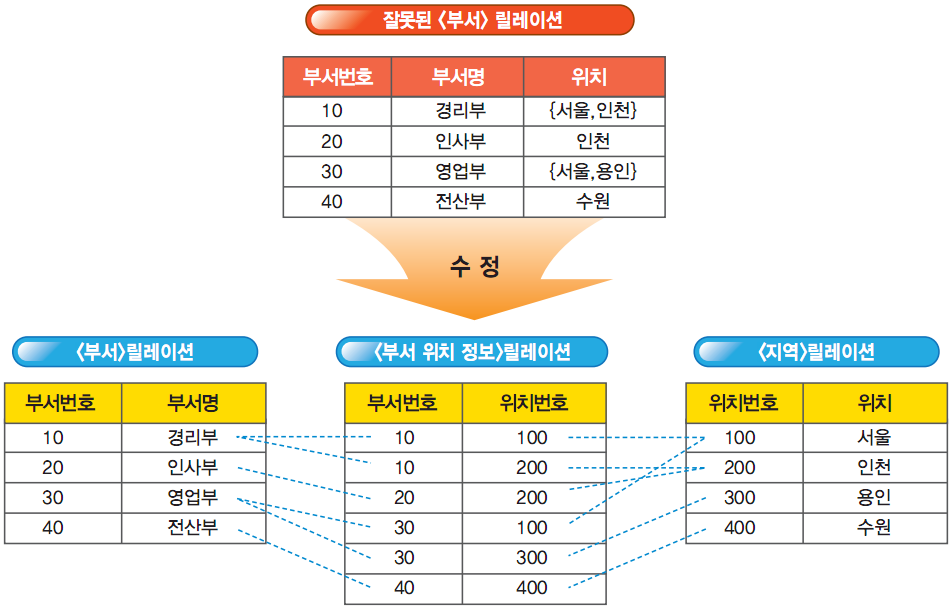 잘못된 <부서> 릴레이션
부서번호 부서명 위치
10 경리부 {서울,인천}
20 인사부 인천
30 영업부 {서울,용인}
40 전산부 수원
수 정
<부서>릴레이션
부서번호 부서명
10 경리부
20 인사부
30 영업부
40 전산부
<부서 위치 정보>릴레이션
부서번호 위치번호
10 100
10 200
20 200
30 100
30 300
40 400
<지역>릴레이션
위치번호 위치
100 서울
200 인천
300 용인
400 수원